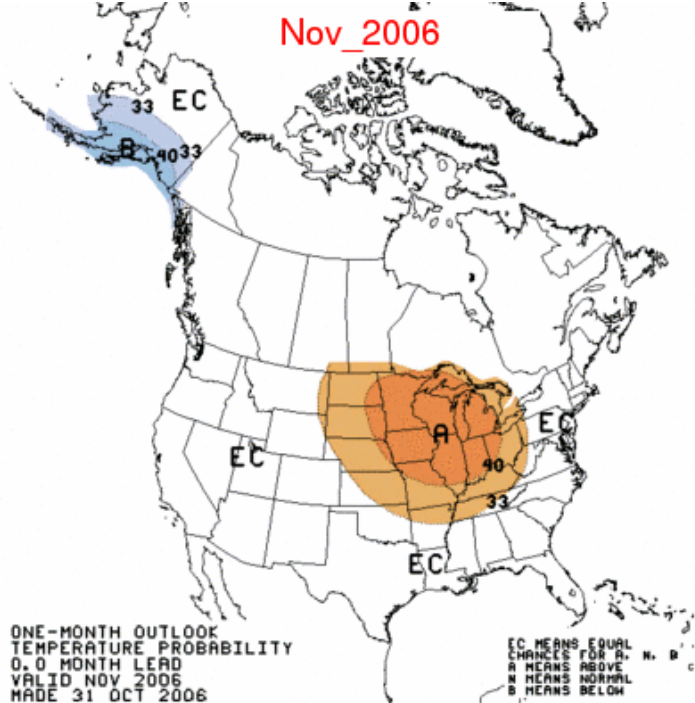 Nov_2006
33
EC
B
40
33
A
EC
EC
40
33
EC
ONE-MONTH OUTLOOK
TEMPERATURE PROBABILITY
0.0 MONTH LEAD
VALID NOV 2006
MADE 31 OCT 2006
EC MEANS EQUAL
CHANCES FOR A, N, B
A MEANS ABOVE
N MEANS NORMAL
B MEANS BELOW